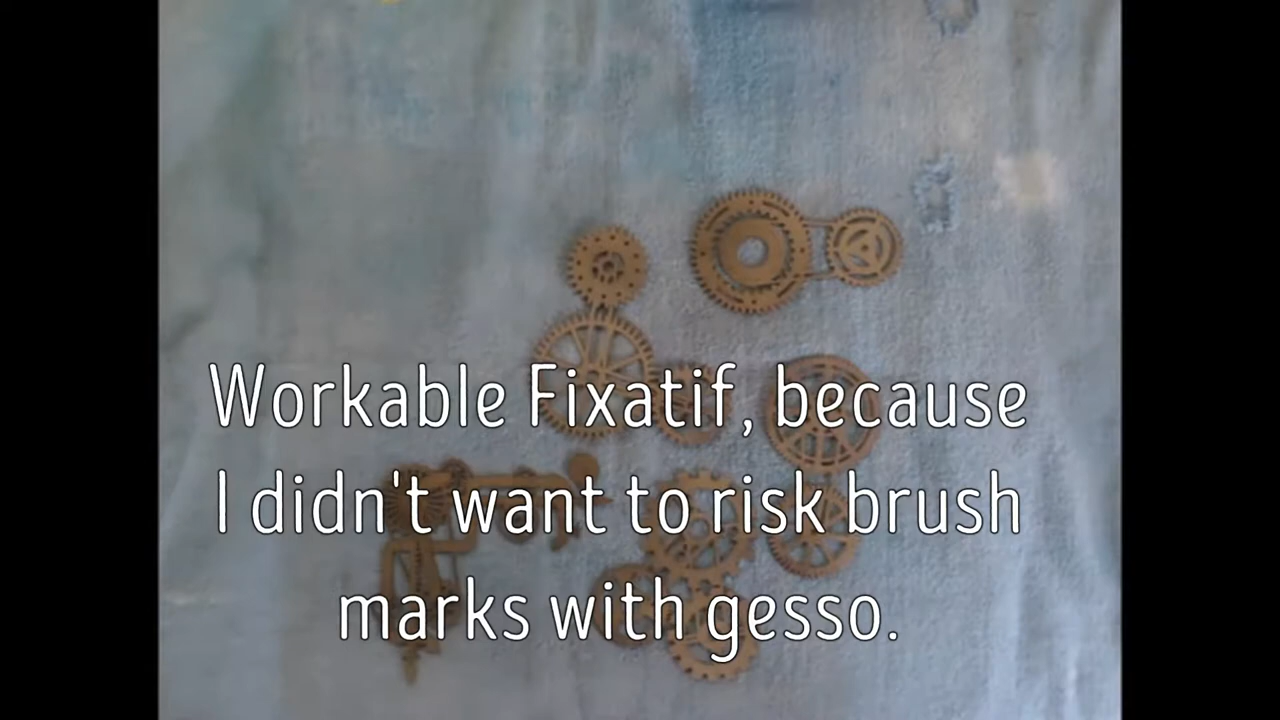 Workable Fixatif, because
I didn't want to risk brush
marks with gesso.